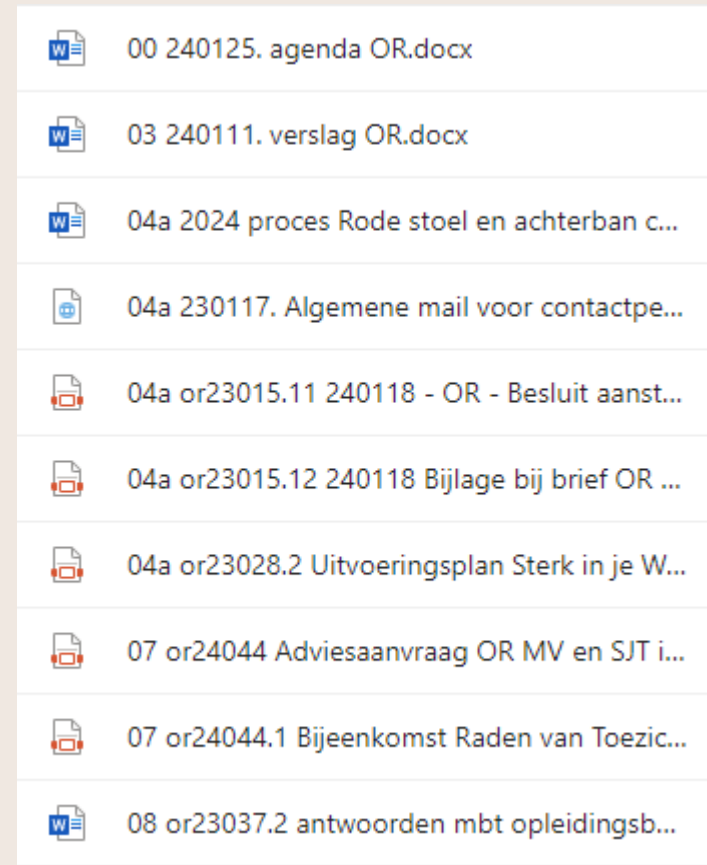 00 240125. agenda OR.docx
03 240111. verslag OR.docx
04a 2024 proces Rode stoel en achterban c...
04a 230117. Algemene mail voor contactpe...
04a or23015.11 240118 - OR - Besluit aanst...
04a or23015.12 240118 Bijlage bij brief OR ...
04a or23028.2 Uitvoeringsplan Sterk in je W...
07 or24044 Adviesaanvraag OR MV en SJT i...
07 or24044.1 Bijeenkomst Raden van Toezic...
08 or23037.2 antwoorden mbt opleidingsb...